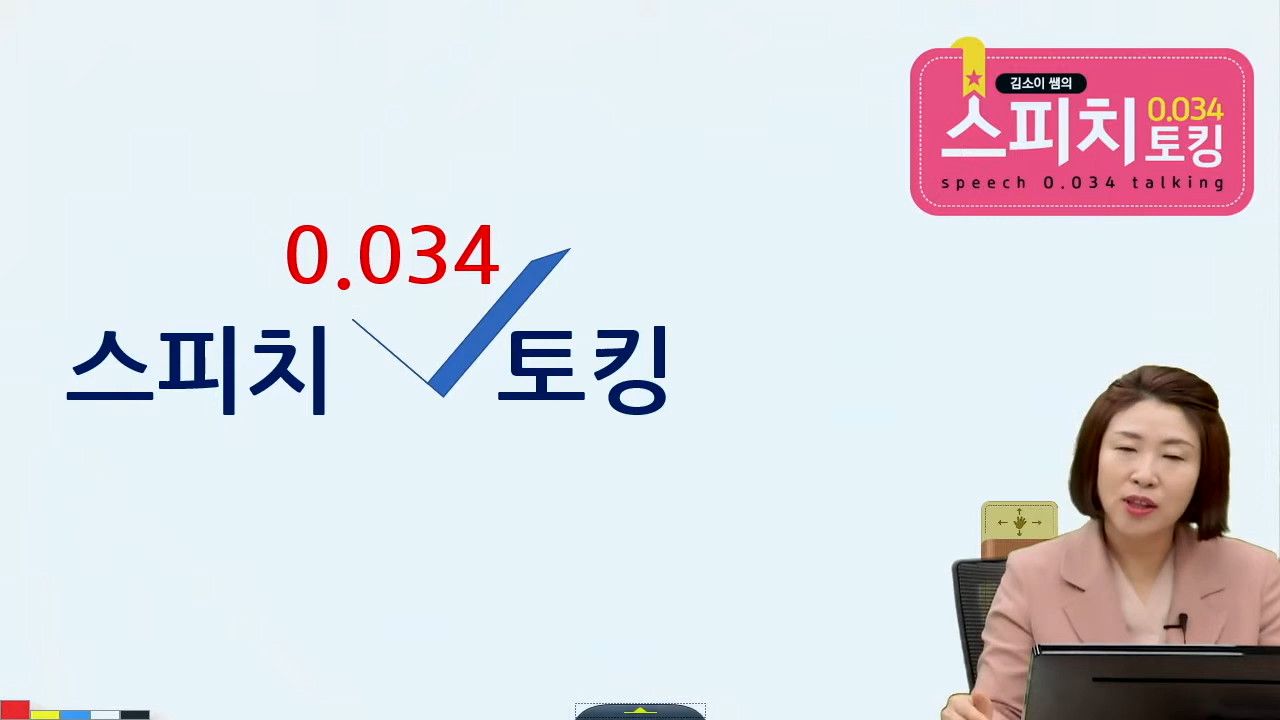 0.034
스피치 토킹
김소이 쌤의
스피치 0.034 토킹
speech 0.034 talking